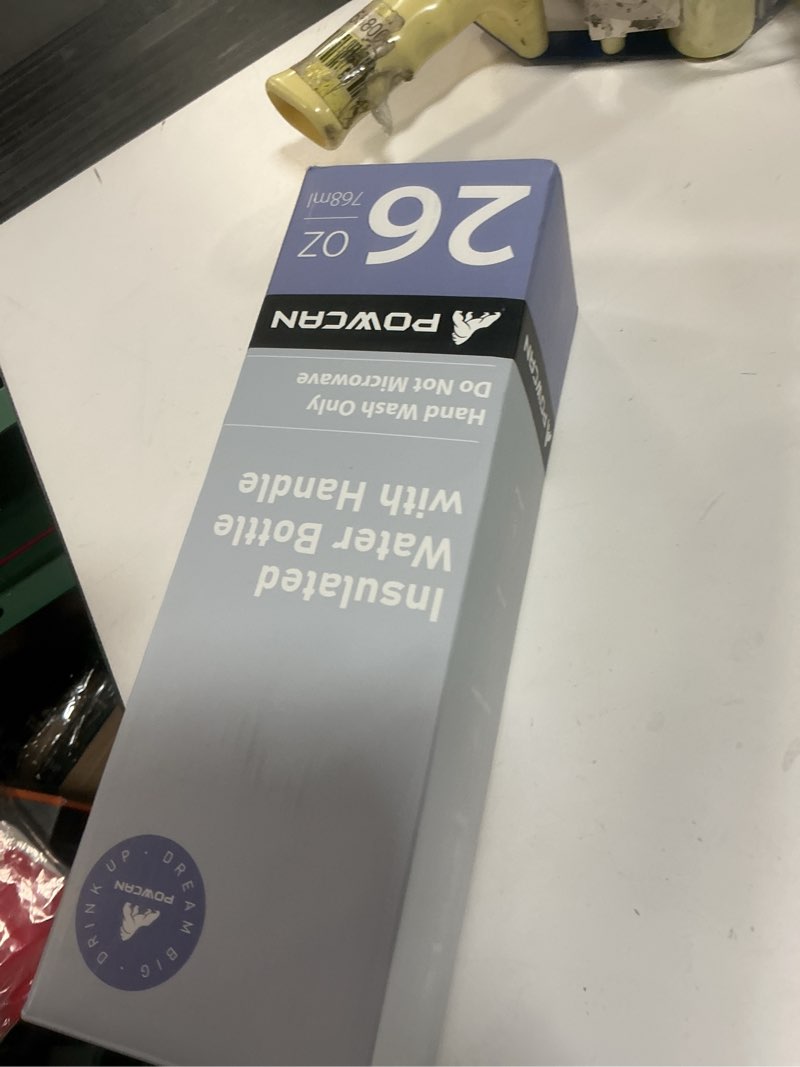 DRINK UP · DREAM BIG ·
POWCAN
Insulated
Water Bottle
with Handle
Hand Wash Only
Do Not Microwave
POWCAN
26 OZ
768ml
POWCAN